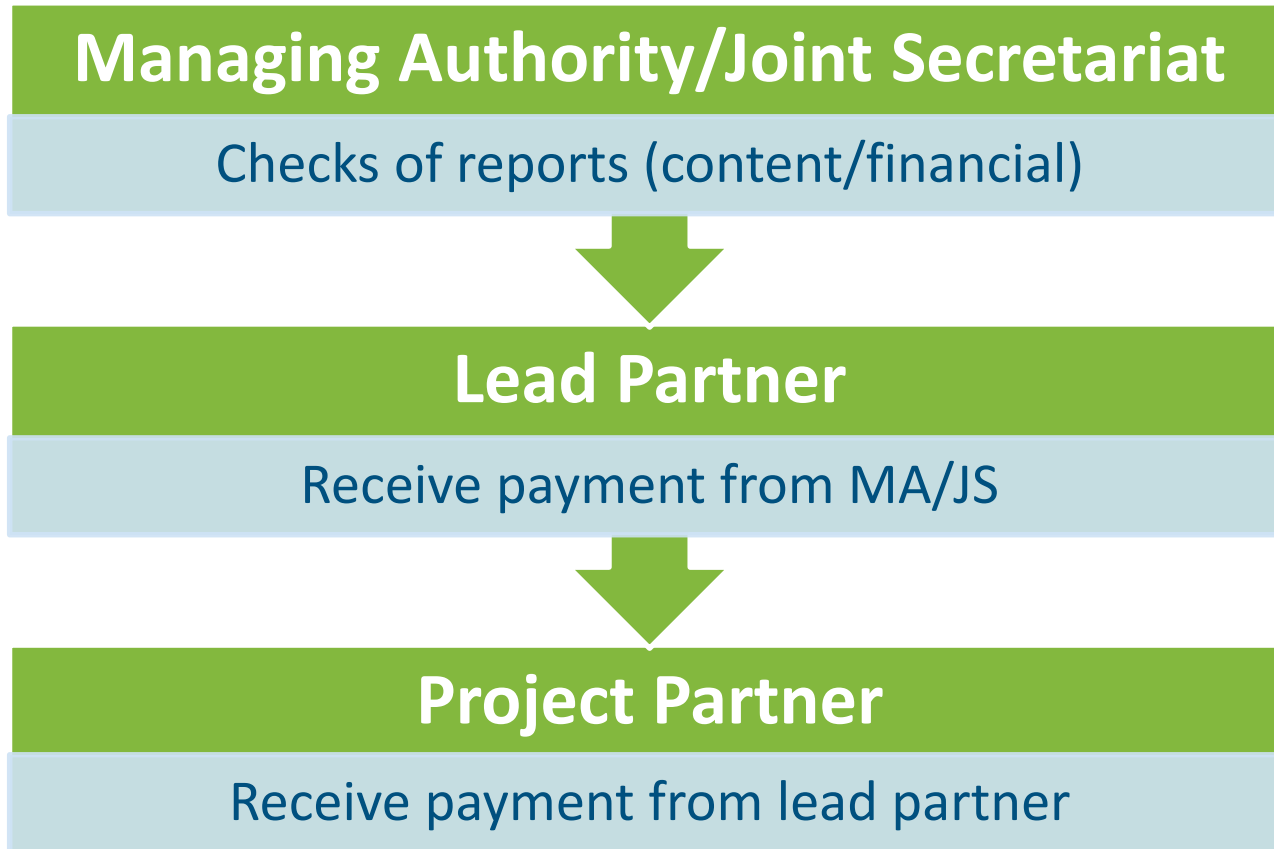 Managing Authority/Joint Secretariat
Checks of reports (content/financial)
Lead Partner
Receive payment from MA/JS
Project Partner
Receive payment from lead partner